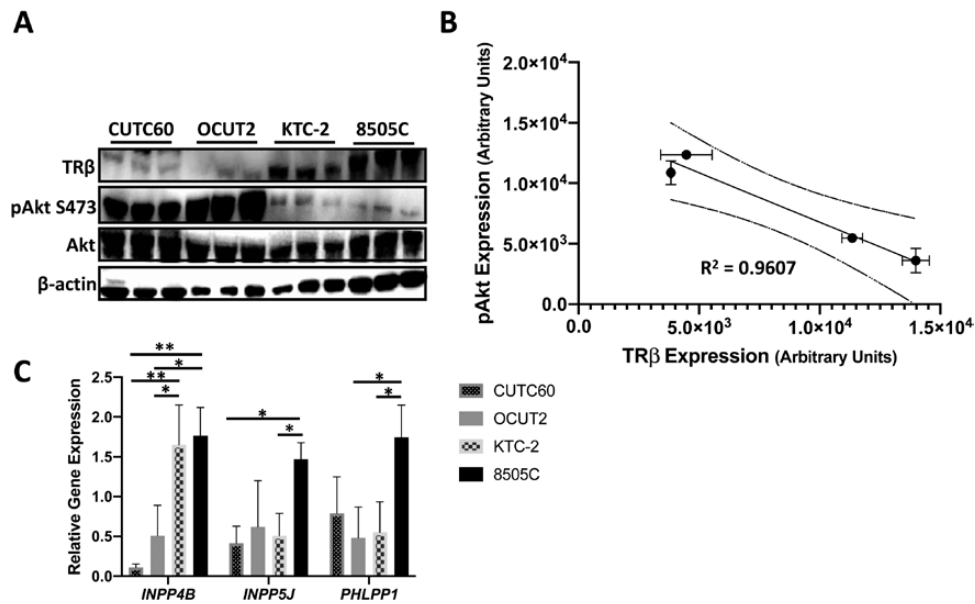 A
CUTC60 OCUT2 KTC-2 8505C
TRβ
pAkt S473
Akt
β-actin
B
pAkt Expression (Arbitrary Units)
2.0×10⁴
1.5×10⁴
1.0×10⁴
5.0×10³
0.0
R² = 0.9607
0.0 5.0×10³ 1.0×10⁴ 1.5×10⁴
TRβ Expression (Arbitrary Units)
C
Relative Gene Expression
2.5
2.0
1.5
1.0
0.5
0.0
**
*
**
*
*
*
*
*
INPP4B INPP5J PHLPP1
CUTC60
OCUT2
KTC-2
8505C